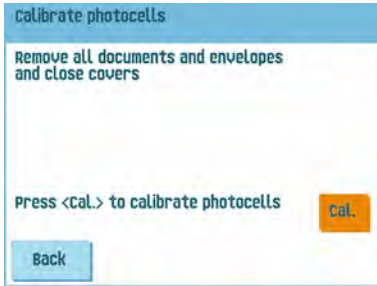 Calibrate photocells
Remove all documents and envelopes
and close covers
Press <Cal.> to calibrate photocells
Cal.
Back